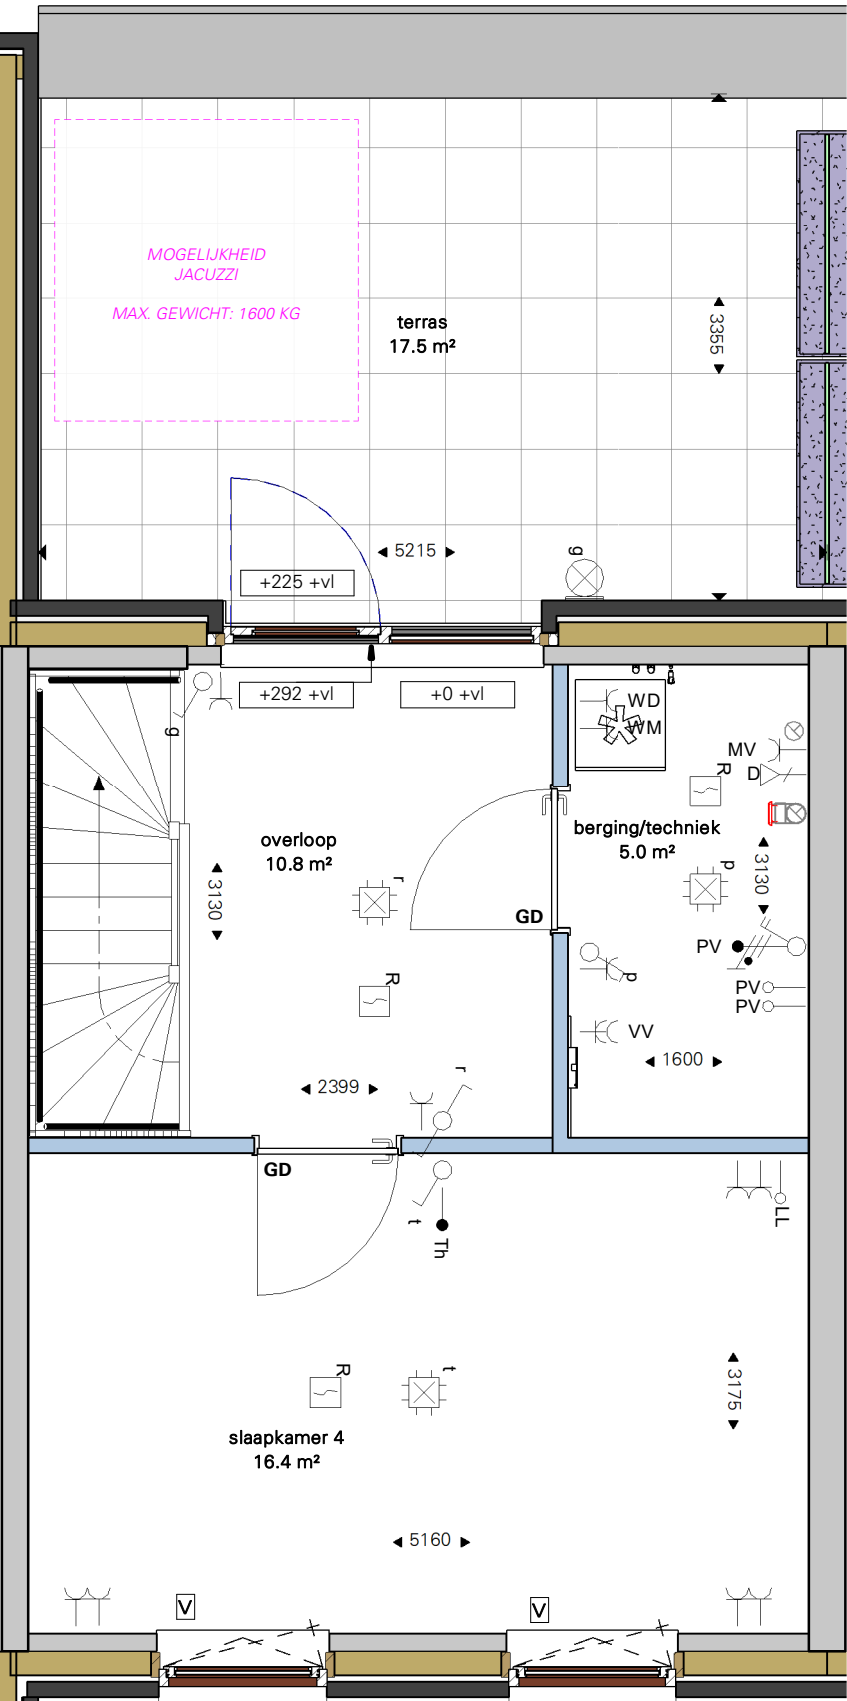 MOGELIJKHEID
JACUZZI
MAX. GEWICHT: 1600 KG
terras
17.5 m²
3355
5215
g
+225 +vl
+292 +vl
+0 +vl
g
WD
WM
MV
D
R
berging/techniek
5.0 m²
overloop
10.8 m²
3130
r
p
3130
GD
PV
R
p
PV
PV
VV
1600
2399
r
GD
t
Th
LL
R
t
3175
slaapkamer 4
16.4 m²
5160
V
V